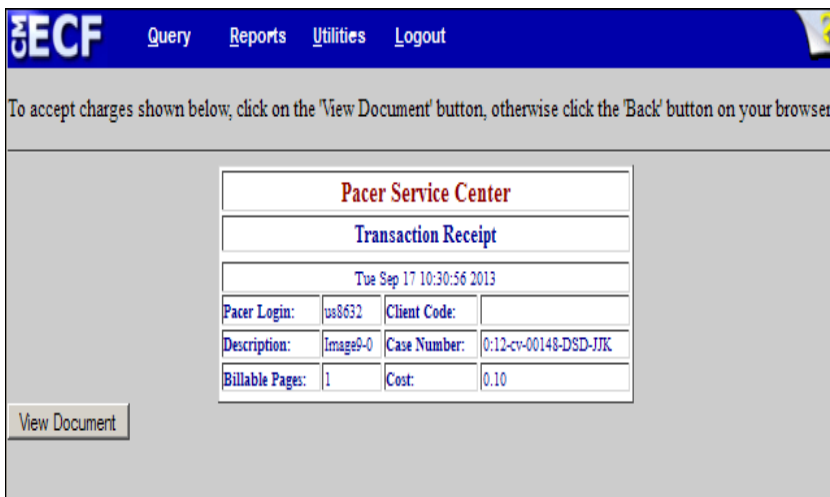 CM ECF Query Reports Utilities Logout ?
To accept charges shown below, click on the 'View Document' button, otherwise click the 'Back' button on your browser
Pacer Service Center
Transaction Receipt
Tue Sep 17 10:30:56 2013
Pacer Login: us8632 Client Code:
Description: Image9-0 Case Number: 0:12-cv-00148-DSD-JJK
Billable Pages: 1 Cost: 0.10
View Document